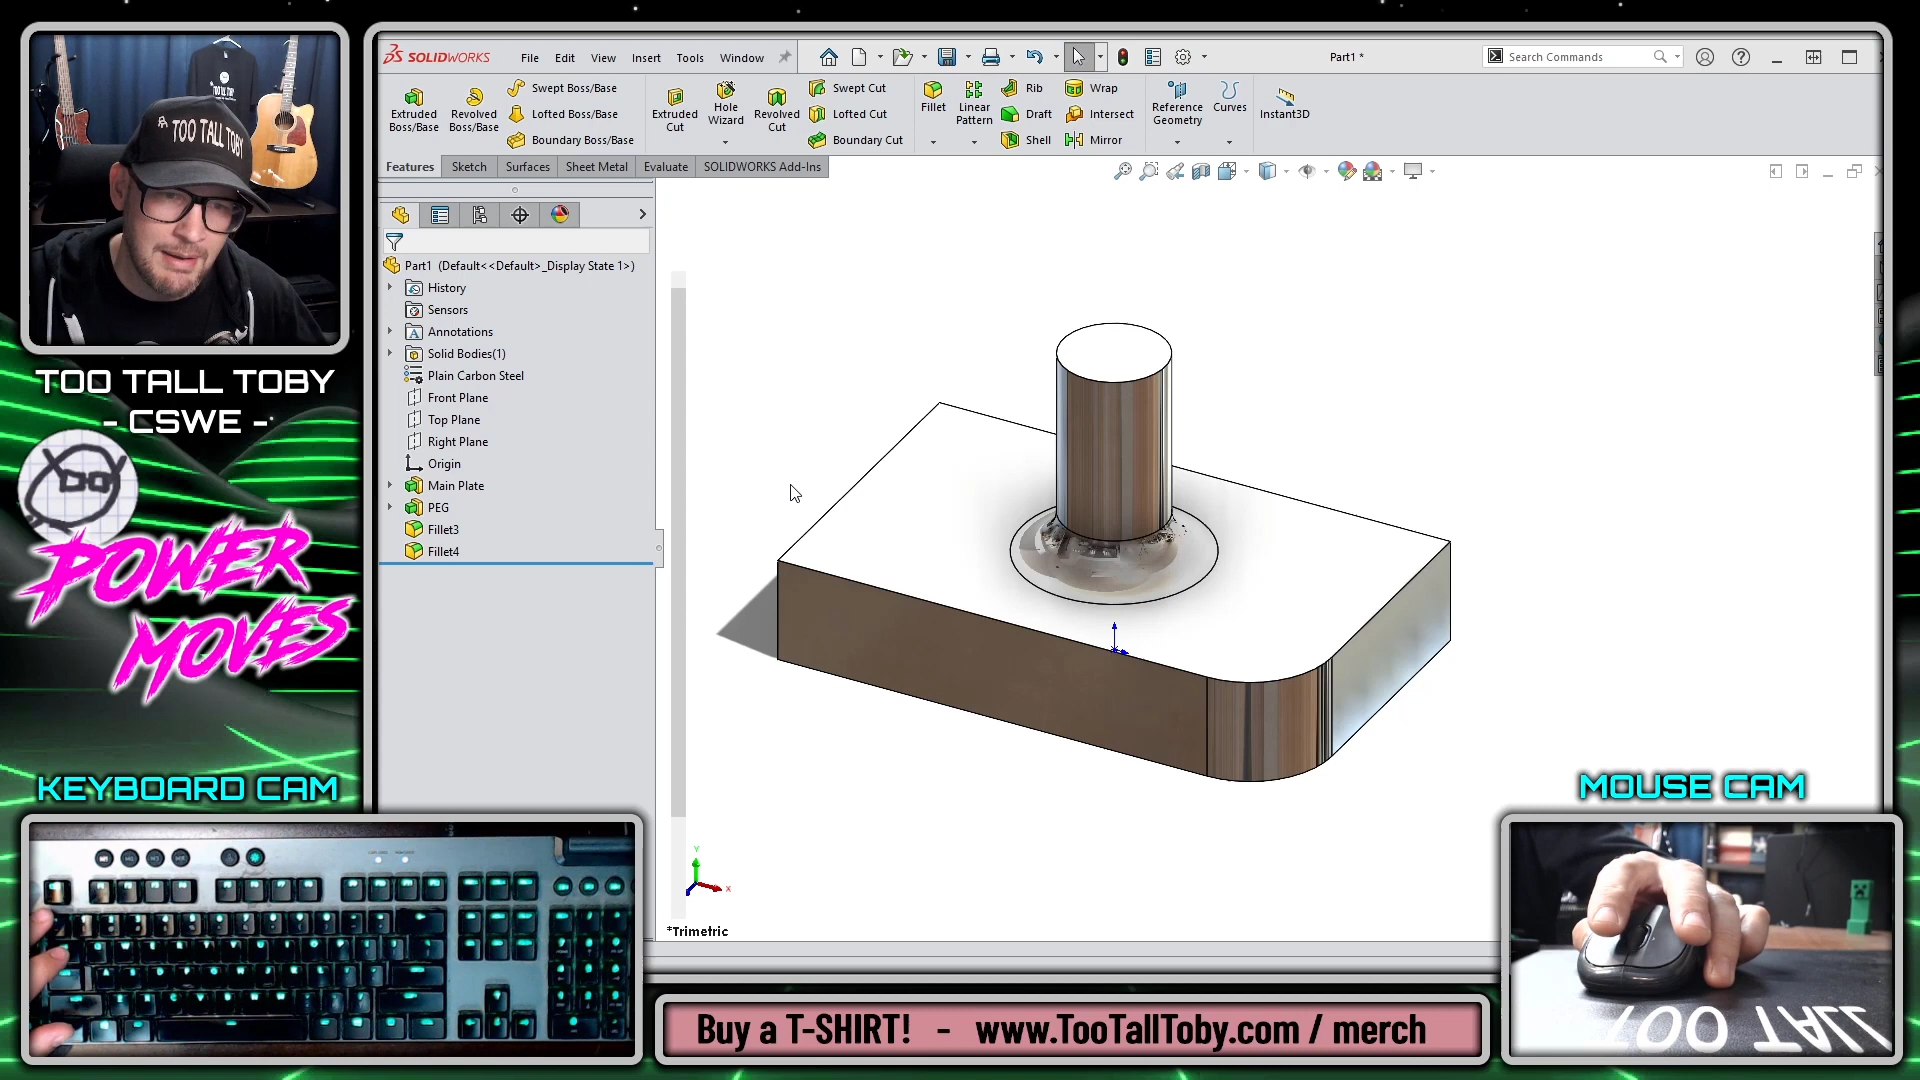 TOO TALL TOBY
TOO TALL TOBY
- CSWE -
POWER
MOVES
KEYBOARD CAM
SOLIDWORKS
File Edit View Insert Tools Window
Part1 *
Search Commands
Extruded Boss/Base
Revolved Boss/Base
Swept Boss/Base
Lofted Boss/Base
Boundary Boss/Base
Extruded Cut
Hole Wizard
Revolved Cut
Swept Cut
Lofted Cut
Boundary Cut
Fillet
Linear Pattern
Rib
Draft
Shell
Wrap
Intersect
Mirror
Reference Geometry
Curves
Instant3D
Features Sketch Surfaces Sheet Metal Evaluate SOLIDWORKS Add-Ins
Part1 (Default<<Default>_Display State 1>)
History
Sensors
Annotations
Solid Bodies(1)
Plain Carbon Steel
Front Plane
Top Plane
Right Plane
Origin
Main Plate
PEG
Fillet3
Fillet4
Y
X
*Trimetric
MOUSE CAM
TOO TALL
Buy a T-SHIRT! - www.TooTallToby.com / merch